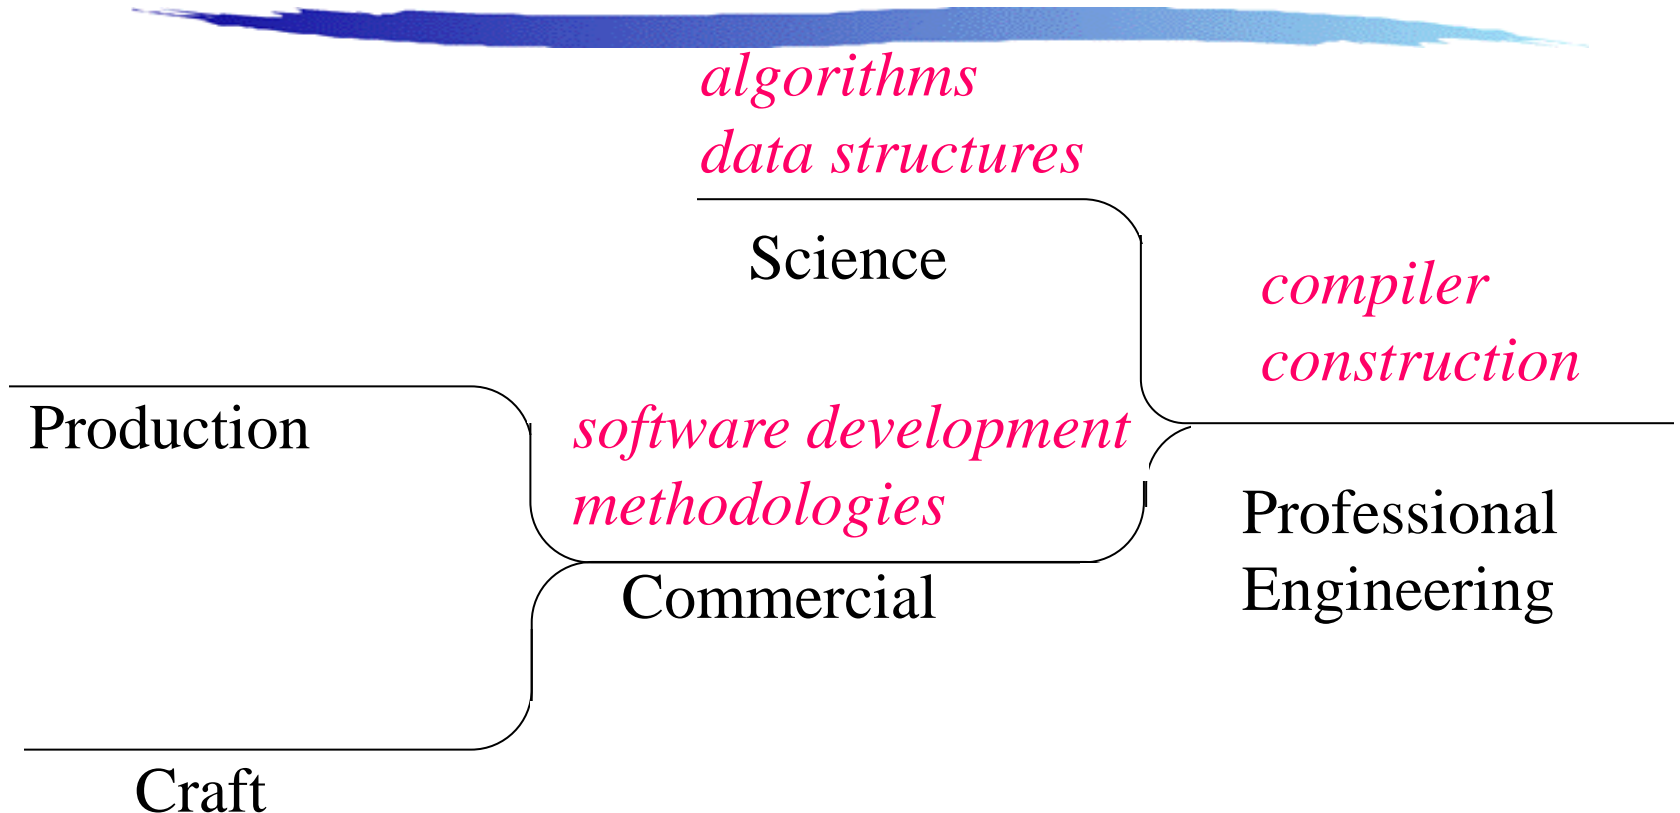 algorithms
data structures
Science
compiler
construction
Production
software development
methodologies
Professional
Engineering
Commercial
Craft